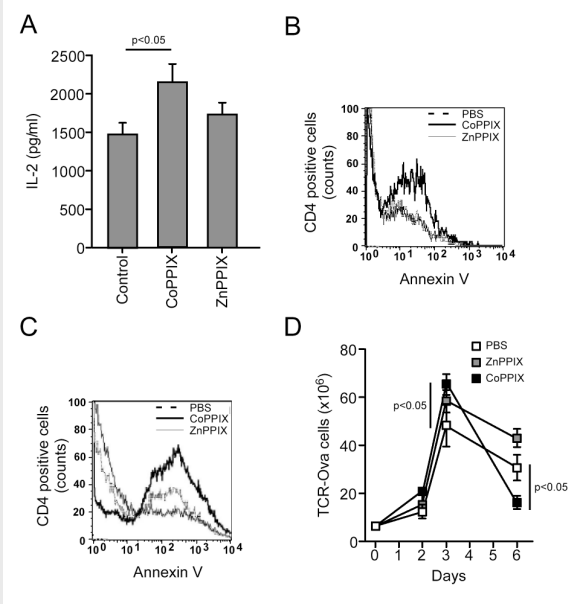 A
p<0.05
IL-2 (pg/ml)
2500
2000
1500
1000
500
0
Control
CoPPIX
ZnPPIX
B
CD4 positive cells
(counts)
100
80
60
40
20
0
PBS
CoPPIX
ZnPPIX
10⁰ 10¹ 10² 10³ 10⁴
Annexin V
C
CD4 positive cells
(counts)
100
80
60
40
20
0
PBS
CoPPIX
ZnPPIX
10⁰ 10¹ 10² 10³ 10⁴
Annexin V
D
PBS
ZnPPIX
CoPPIX
TCR-Ova cells (x10⁶)
80
60
40
20
0
p<0.05
p<0.05
0 1 2 3 4 5 6
Days